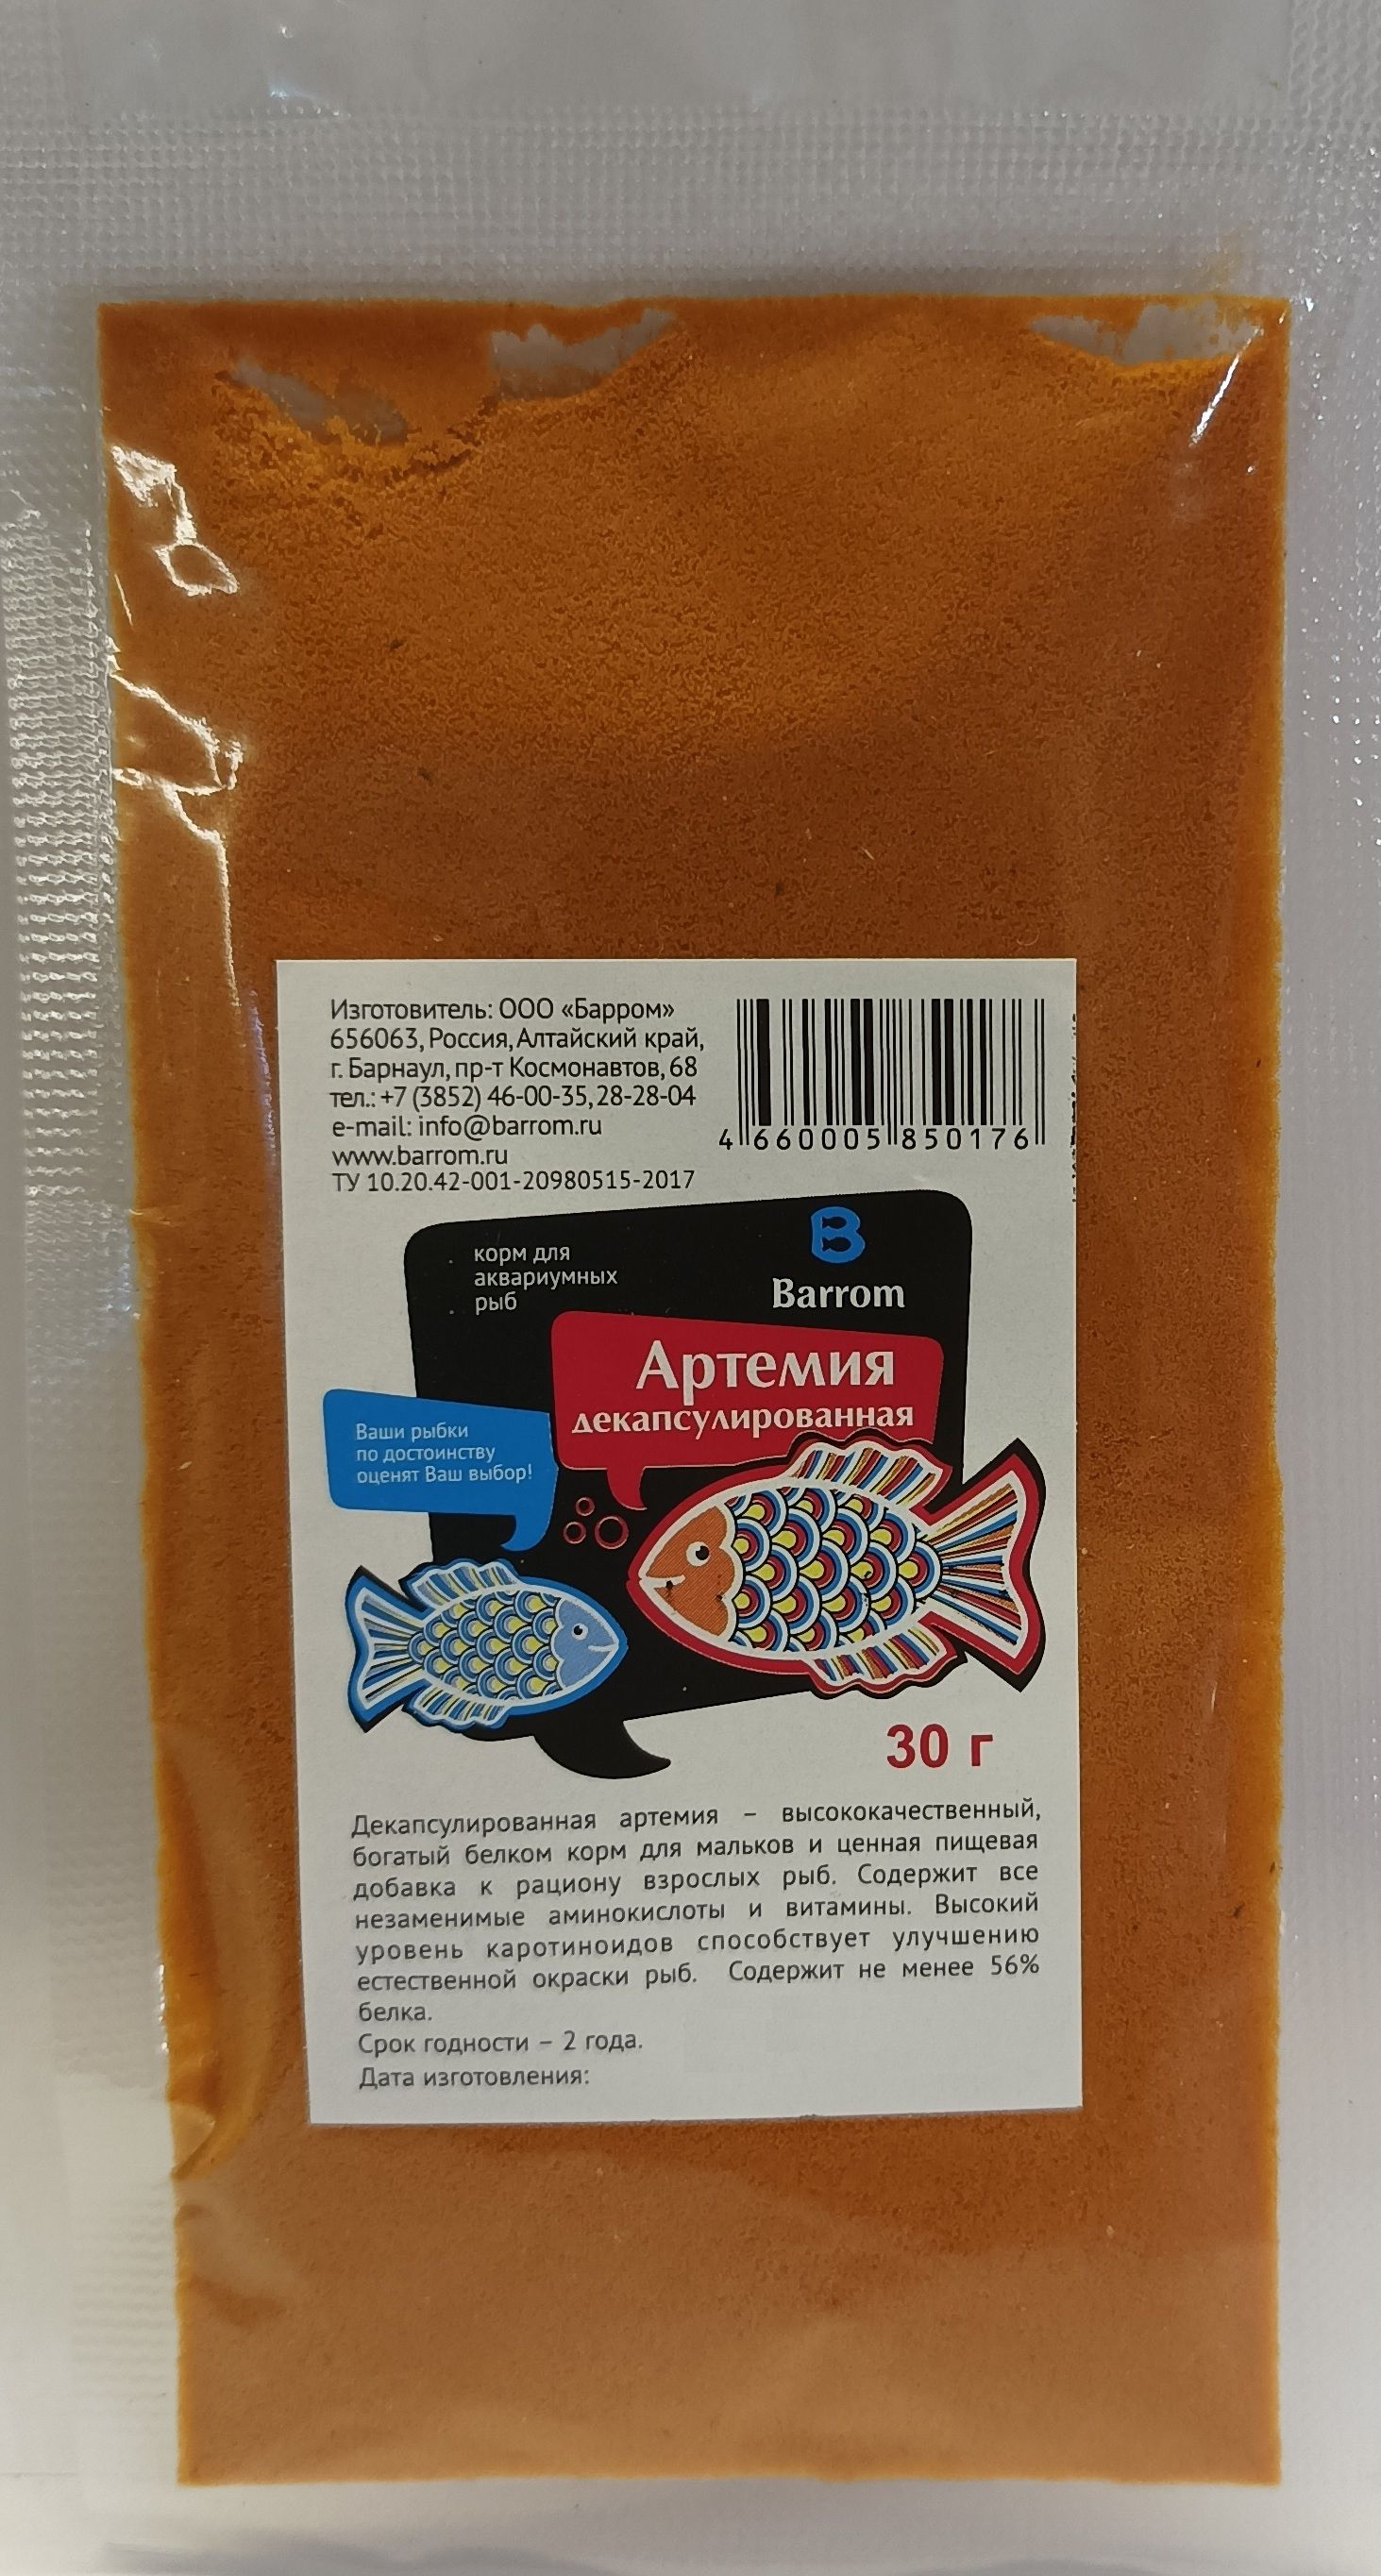 Изготовитель: ООО «Барром»
656063, Россия, Алтайский край,
г. Барнаул, пр-т Космонавтов, 68
тел.: +7 (3852) 46-00-35, 28-28-04
e-mail: info@barrom.ru
www.barrom.ru
ТУ 10.20.42-001-20980515-2017
4 660005 850176
корм для
аквариумных
рыб
B
Barrom
Артемия
декапсулированная
Ваши рыбки
по достоинству
оценят Ваш выбор!
30 г
Декапсулированная артемия – высококачественный,
богатый белком корм для мальков и ценная пищевая
добавка к рациону взрослых рыб. Содержит все
незаменимые аминокислоты и витамины. Высокий
уровень каротиноидов способствует улучшению
естественной окраски рыб. Содержит не менее 56%
белка.
Срок годности – 2 года.
Дата изготовления: